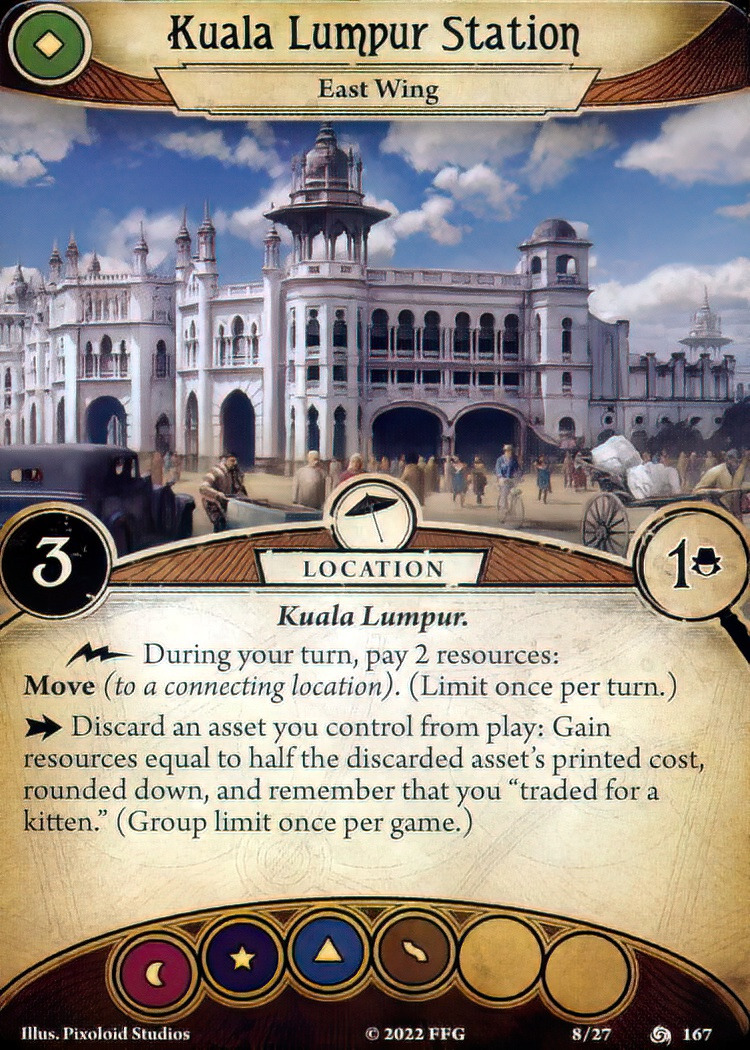 Kuala Lumpur Station
East Wing
3
1
LOCATION
Kuala Lumpur.
During your turn, pay 2 resources:
Move (to a connecting location). (Limit once per turn.)
Discard an asset you control from play: Gain
resources equal to half the discarded asset's printed cost,
rounded down, and remember that you “traded for a
kitten.” (Group limit once per game.)
Illus. Pixoloid Studios © 2022 FFG 8/27 167